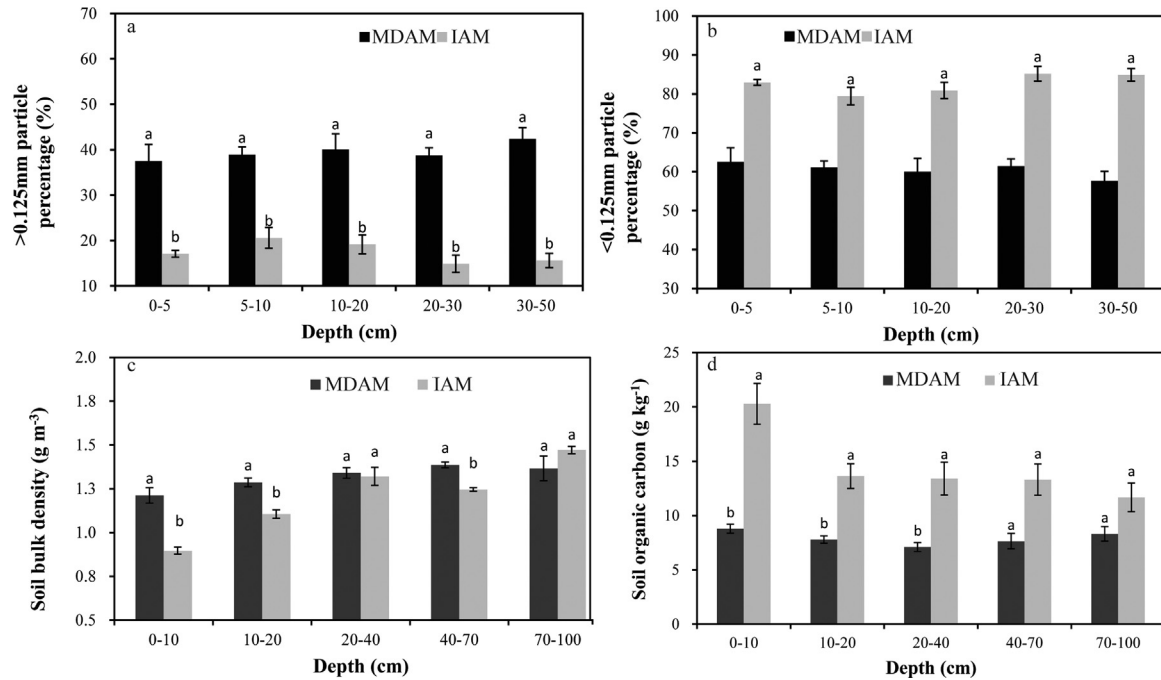 a
MDAM IAM
>0.125mm particle
percentage (%)
70
60
50
40
30
20
10
a a a a a
b b b b b
0-5 5-10 10-20 20-30 30-50
Depth (cm)
b
MDAM IAM
<0.125mm particle
percentage (%)
100
90
80
70
60
50
40
30
a a a a a
0-5 5-10 10-20 20-30 30-50
Depth (cm)
c
MDAM IAM
Soil bulk density (g m-3)
2.0
1.8
1.5
1.3
1.0
0.8
0.5
a b a b a a a b a a
0-10 10-20 20-40 40-70 70-100
Depth (cm)
d
MDAM IAM
Soil organic carbon (g kg-1)
25
20
15
10
5
0
b a b a b a a a a a
0-10 10-20 20-40 40-70 70-100
Depth (cm)